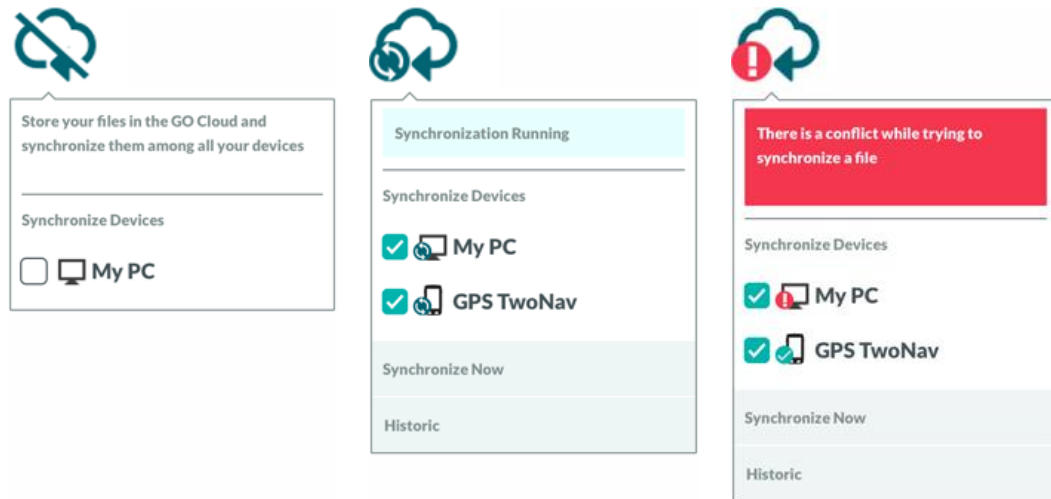 Store your files in the GO Cloud and
synchronize them among all your devices
Synchronize Devices
My PC
Synchronization Running
Synchronize Devices
My PC
GPS TwoNav
Synchronize Now
Historic
There is a conflict while trying to
synchronize a file
Synchronize Devices
My PC
GPS TwoNav
Synchronize Now
Historic